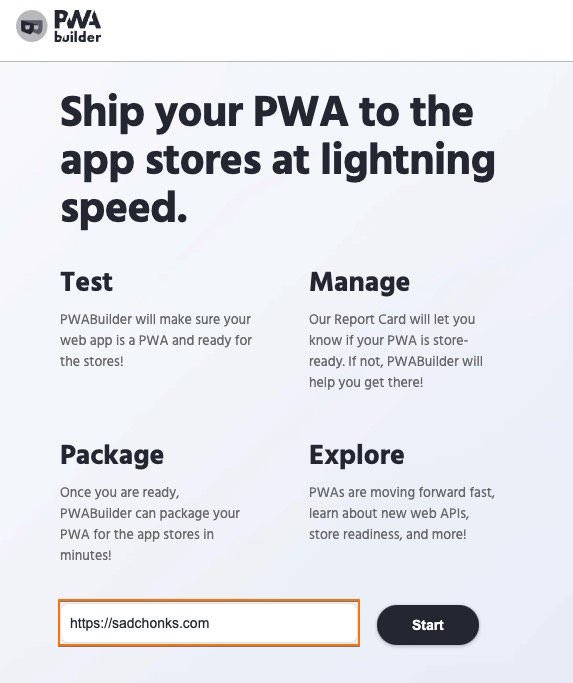 PWA
builder
Ship your PWA to the
app stores at lightning
speed.
Test
PWABuilder will make sure your
web app is a PWA and ready for
the stores!
Manage
Our Report Card will let you
know if your PWA is store-
ready. If not, PWABuilder will
help you get there!
Package
Once you are ready,
PWABuilder can package your
PWA for the app stores in
minutes!
Explore
PWAs are moving forward fast,
learn about new web APIs,
store readiness, and more!
https://sadchonks.com
Start